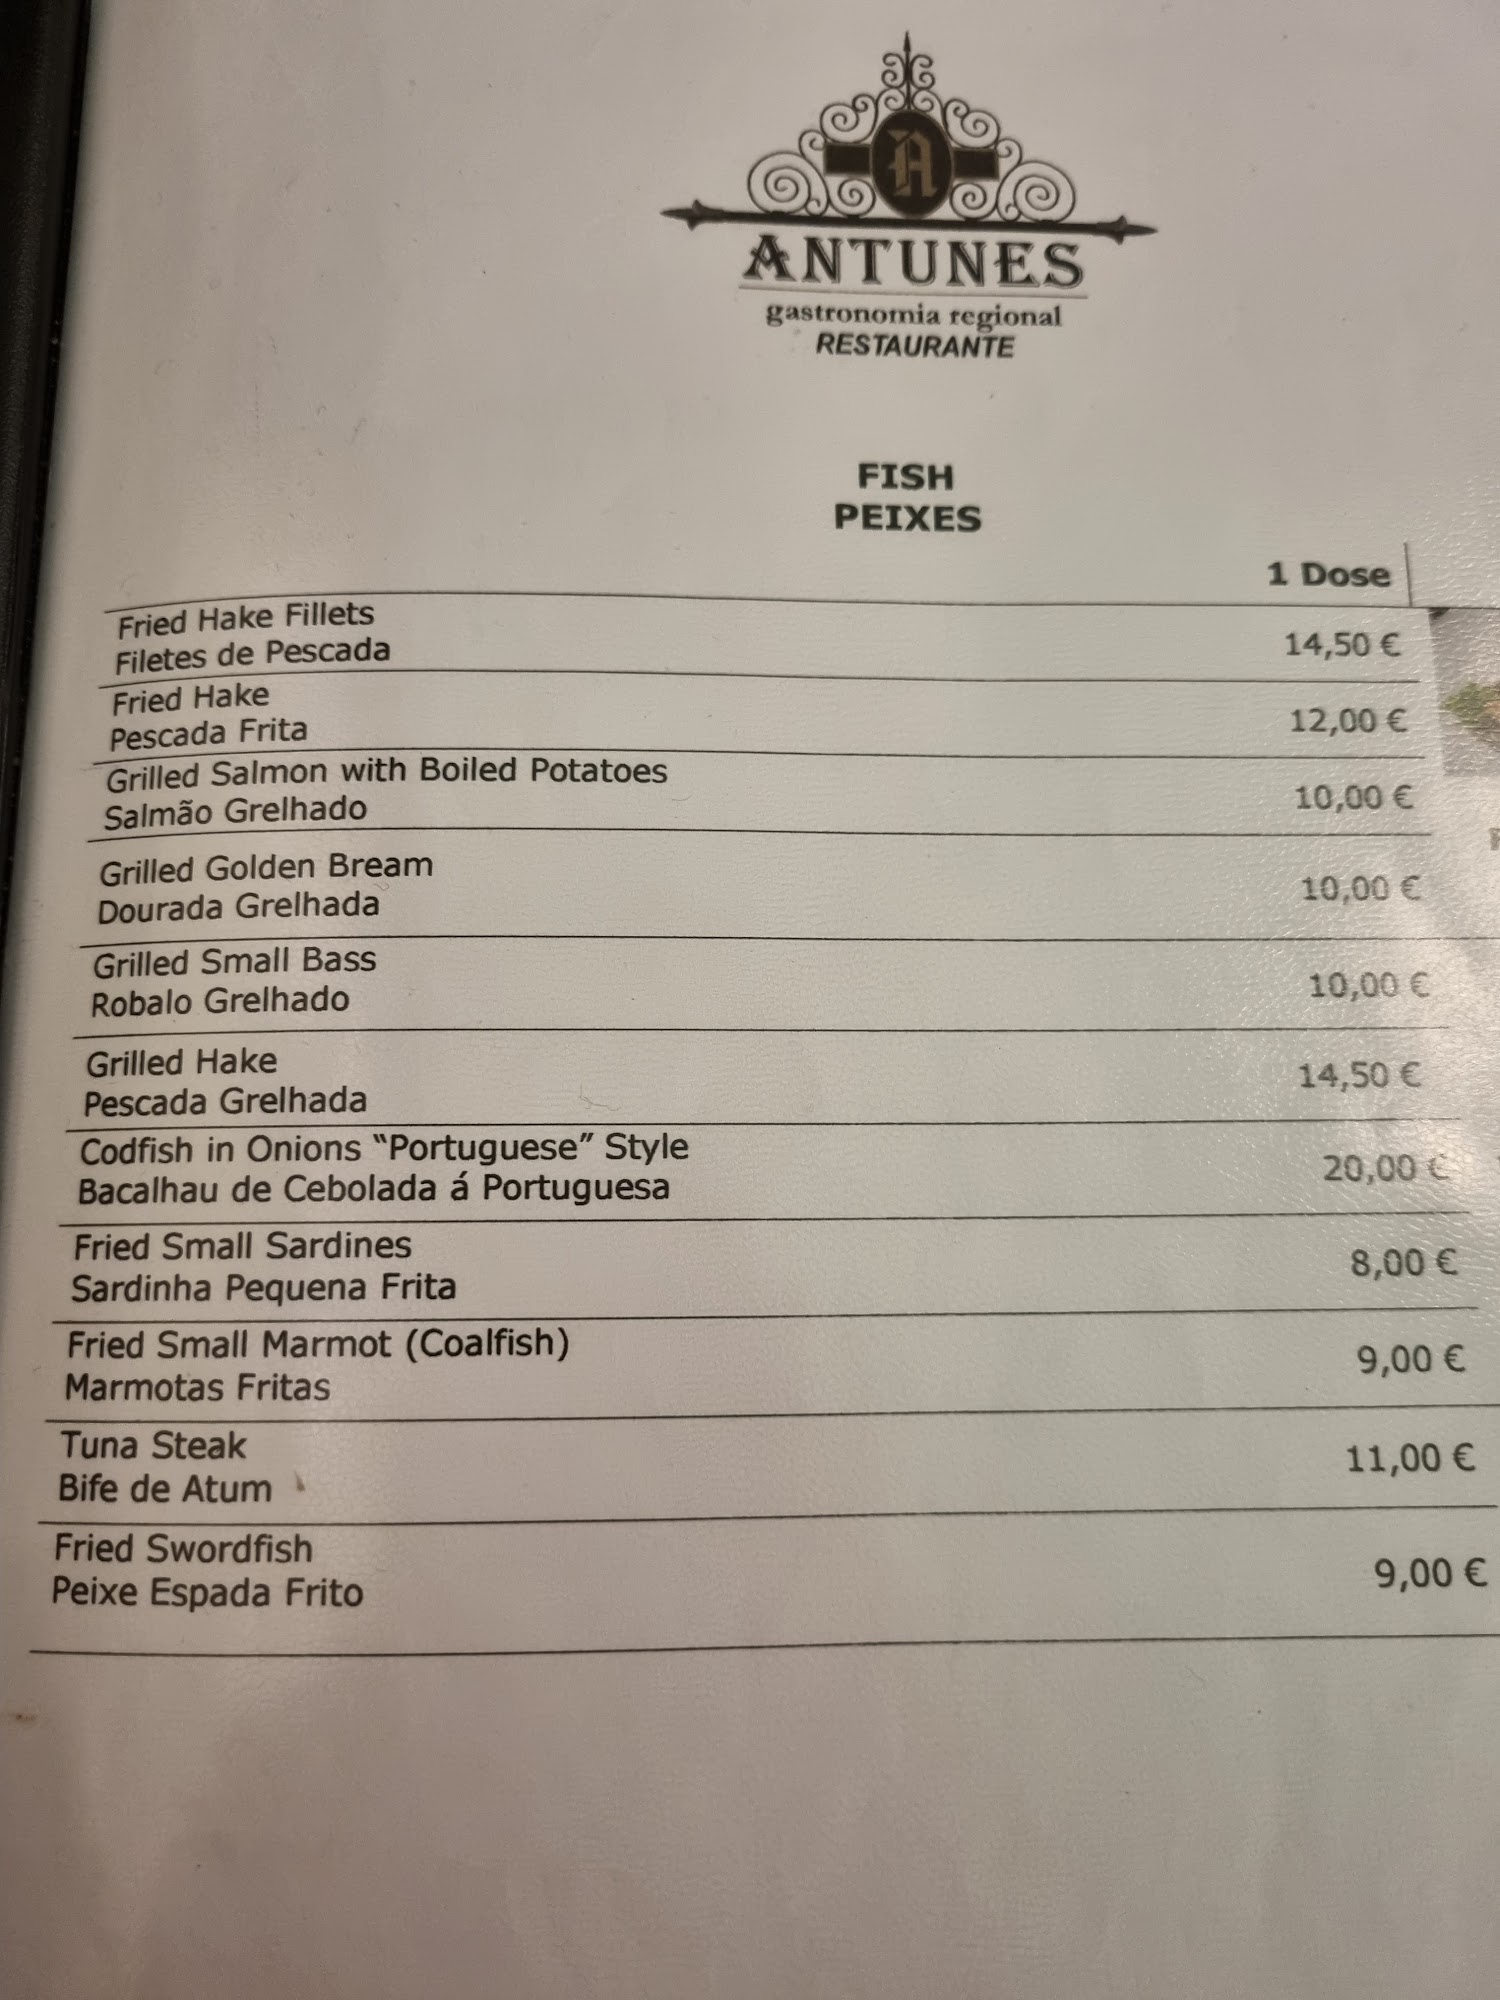 A
ANTUNES
gastronomia regional
RESTAURANTE
FISH
PEIXES
1 Dose
Fried Hake Fillets
Filetes de Pescada
14,50 €
Fried Hake
Pescada Frita
12,00 €
Grilled Salmon with Boiled Potatoes
Salmão Grelhado
10,00 €
Grilled Golden Bream
Dourada Grelhada
10,00 €
Grilled Small Bass
Robalo Grelhado
10,00 €
Grilled Hake
Pescada Grelhada
14,50 €
Codfish in Onions “Portuguese” Style
Bacalhau de Cebolada á Portuguesa
20,00 €
Fried Small Sardines
Sardinha Pequena Frita
8,00 €
Fried Small Marmot (Coalfish)
Marmotas Fritas
9,00 €
Tuna Steak
Bife de Atum
11,00 €
Fried Swordfish
Peixe Espada Frito
9,00 €